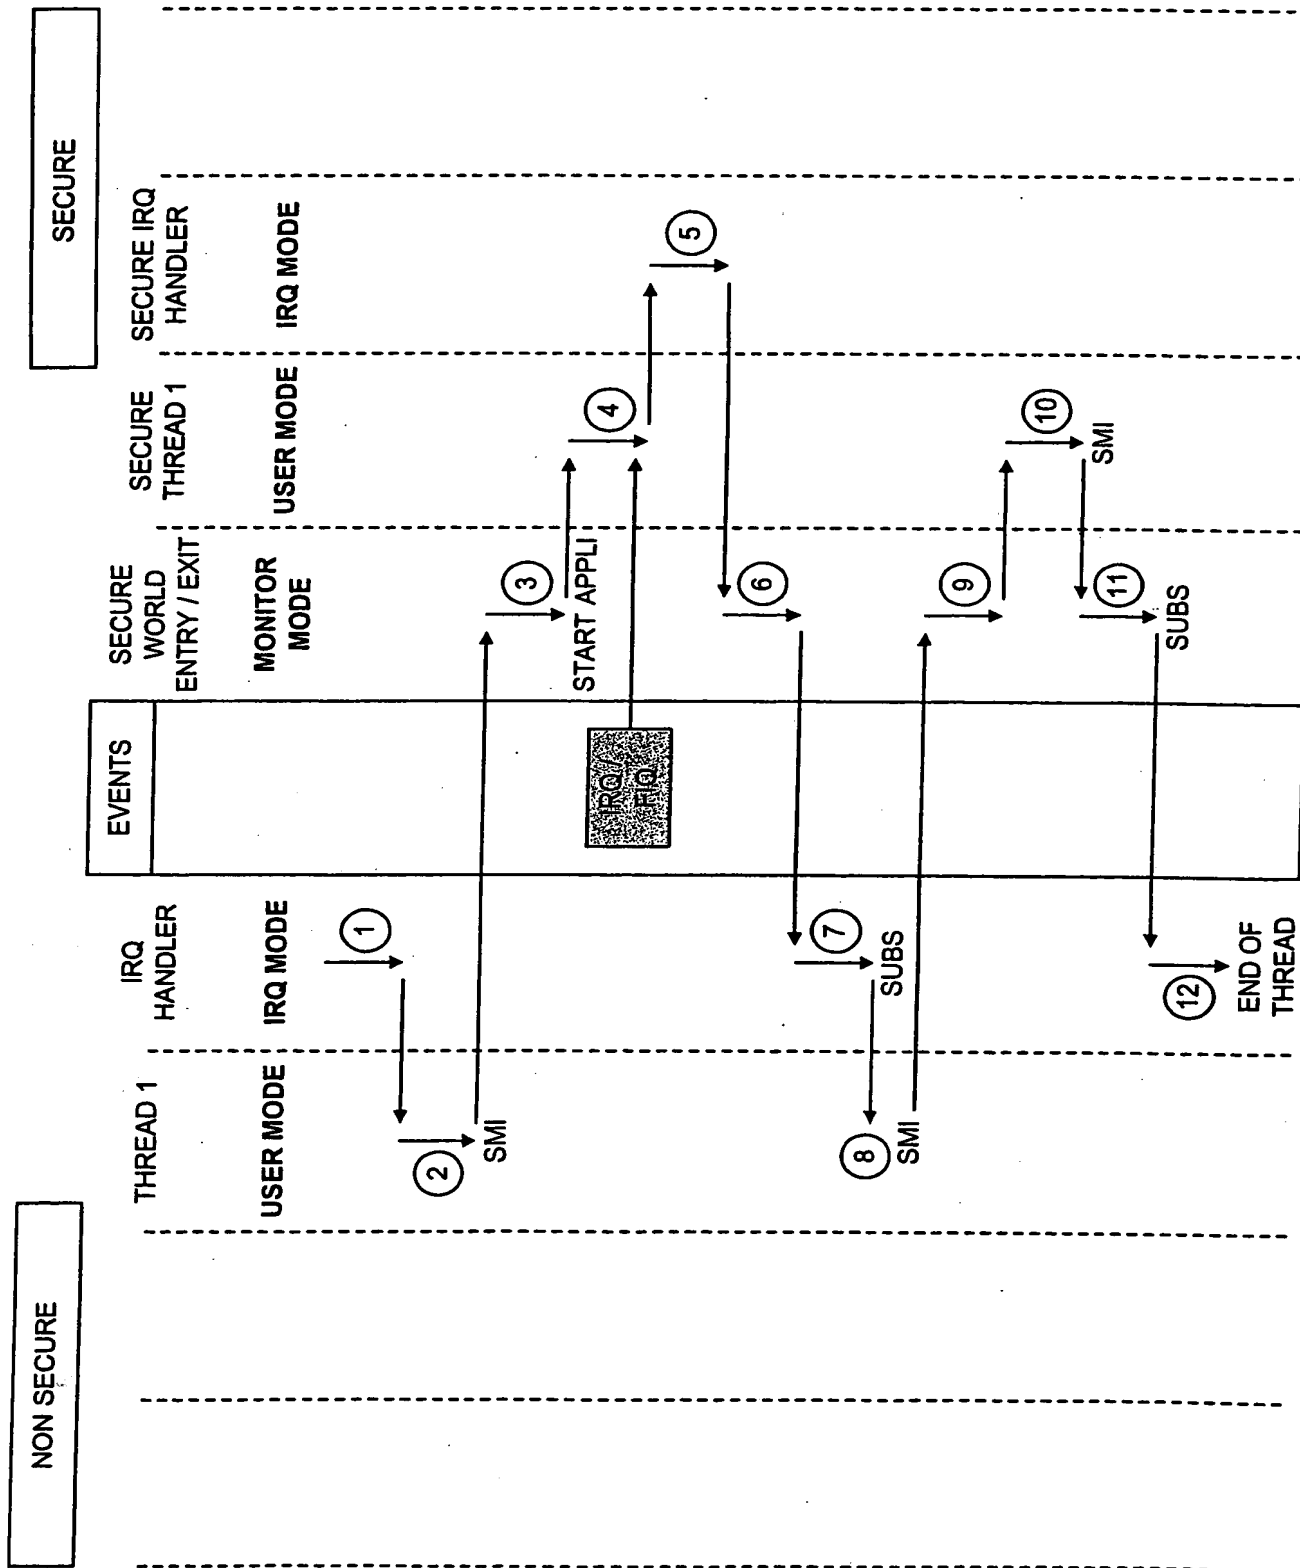 NON SECURE
SECURE
EVENTS
THREAD 1
USER MODE
IRQ
HANDLER
IRQ MODE
SECURE
WORLD
ENTRY / EXIT
MONITOR
MODE
SECURE
THREAD 1
USER MODE
SECURE IRQ
HANDLER
IRQ MODE
1
2
SMI
3
START APPLI
IRQ /
FIQ
4
5
6
7
SUBS
8
SMI
9
10
SMI
11
SUBS
12
END OF
THREAD